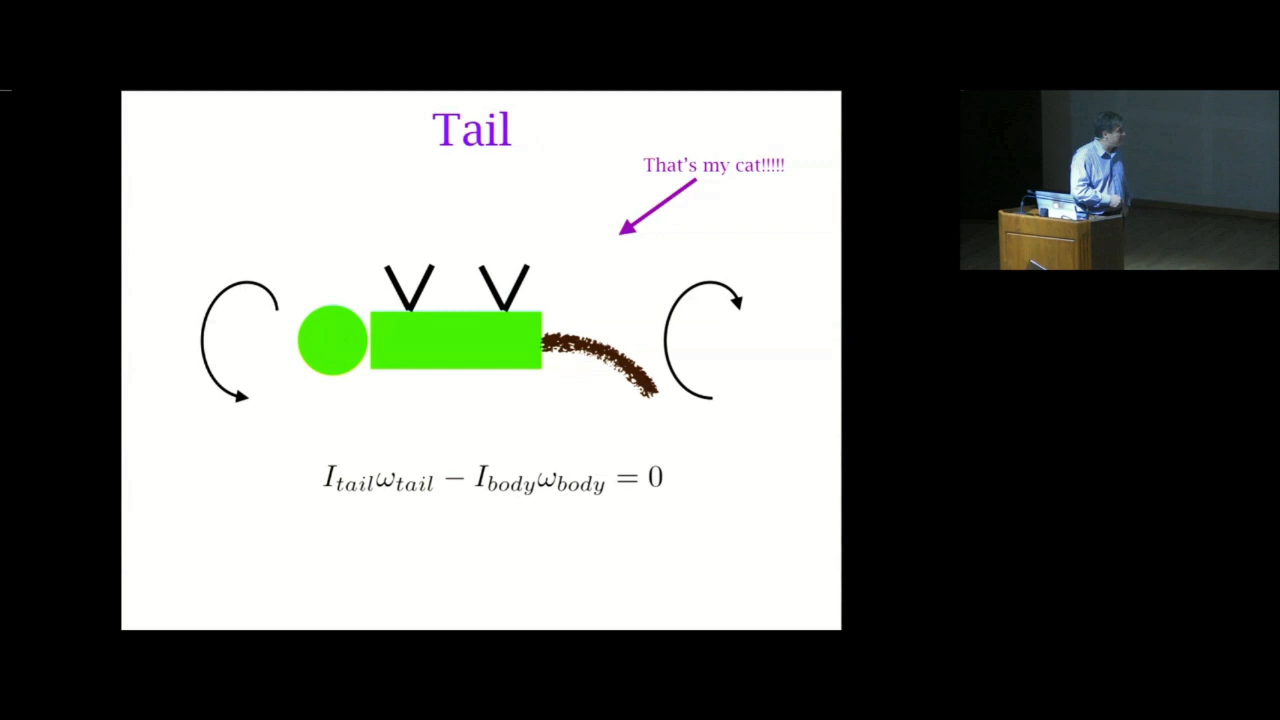 Tail
That's my cat!!!!!
I_{tail}ω_{tail} − I_{body}ω_{body} = 0